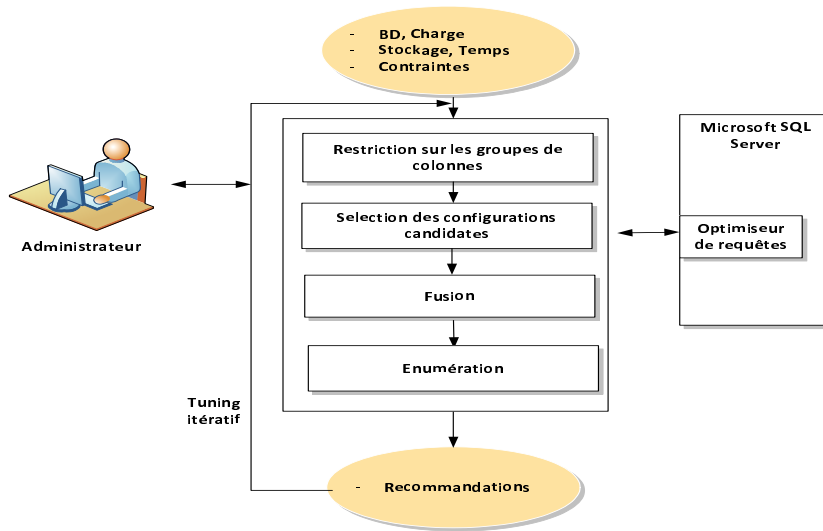 - BD, Charge
- Stockage, Temps
- Contraintes
Microsoft SQL
Server
Restriction sur les groupes de
colonnes
Selection des configurations
candidates
Optimiseur
de requêtes
Administrateur
Fusion
Enumération
Tuning
itératif
- Recommandations